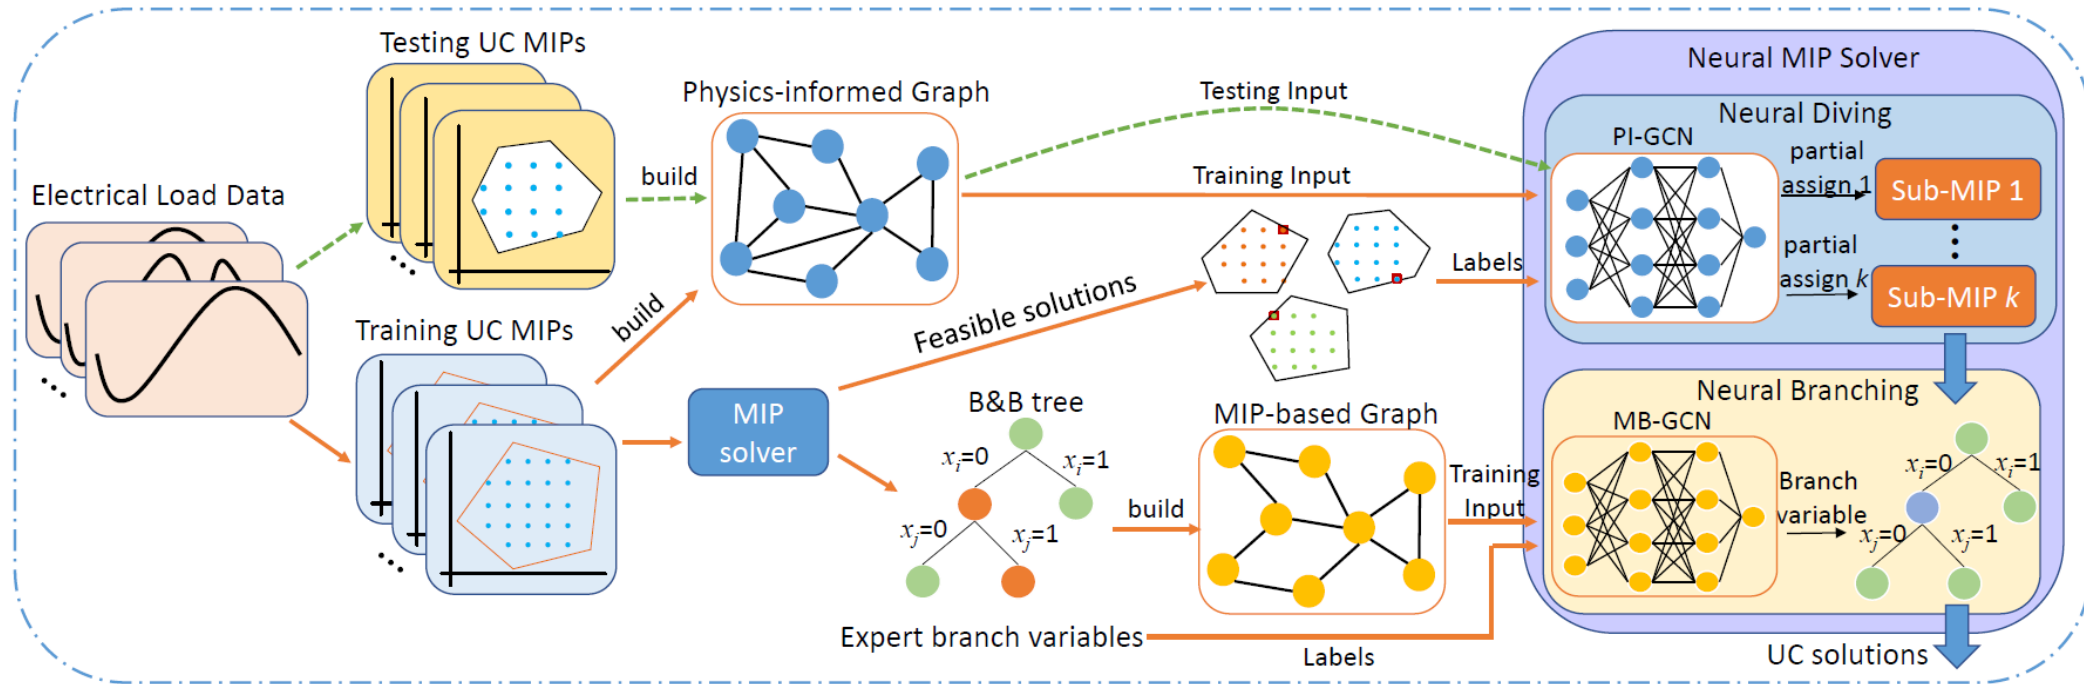 Electrical Load Data
Testing UC MIPs
Training UC MIPs
build
build
Physics-informed Graph
MIP
solver
Feasible solutions
B&B tree
x_i=0
x_i=1
x_j=0
x_j=1
build
MIP-based Graph
Expert branch variables
Labels
Testing Input
Training Input
Labels
Training
Input
Neural MIP Solver
Neural Diving
PI-GCN
partial
assign 1
Sub-MIP 1
partial
assign k
Sub-MIP k
Neural Branching
MB-GCN
Branch
variable
x_i=0
x_i=1
x_j=0
x_j=1
UC solutions